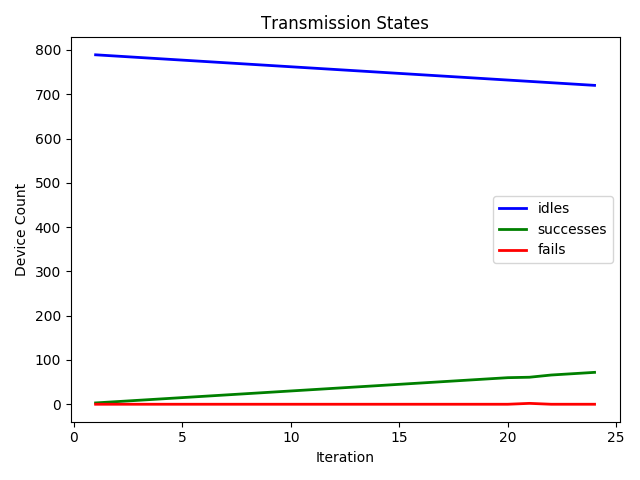 Transmission States
Device Count
800
700
600
500
400
300
200
100
0
idles
successes
fails
0 5 10 15 20 25
Iteration